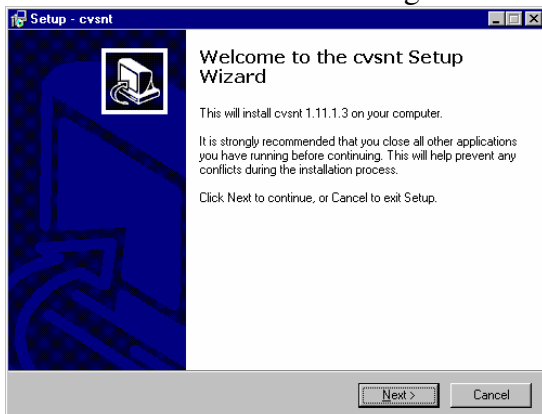 Setup - cvsnt
Welcome to the cvsnt Setup
Wizard
This will install cvsnt 1.11.1.3 on your computer.
It is strongly recommended that you close all other applications
you have running before continuing. This will help prevent any
conflicts during the installation process.
Click Next to continue, or Cancel to exit Setup.
Next >
Cancel